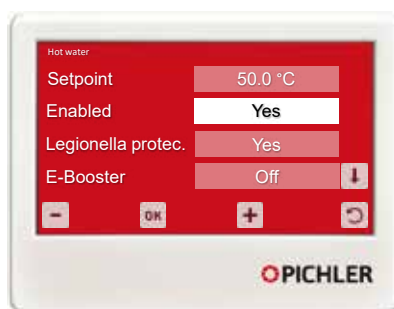 Hot water
Setpoint 50.0 °C
Enabled Yes
Legionella protec. Yes
E-Booster Off
- OK +
PICHLER